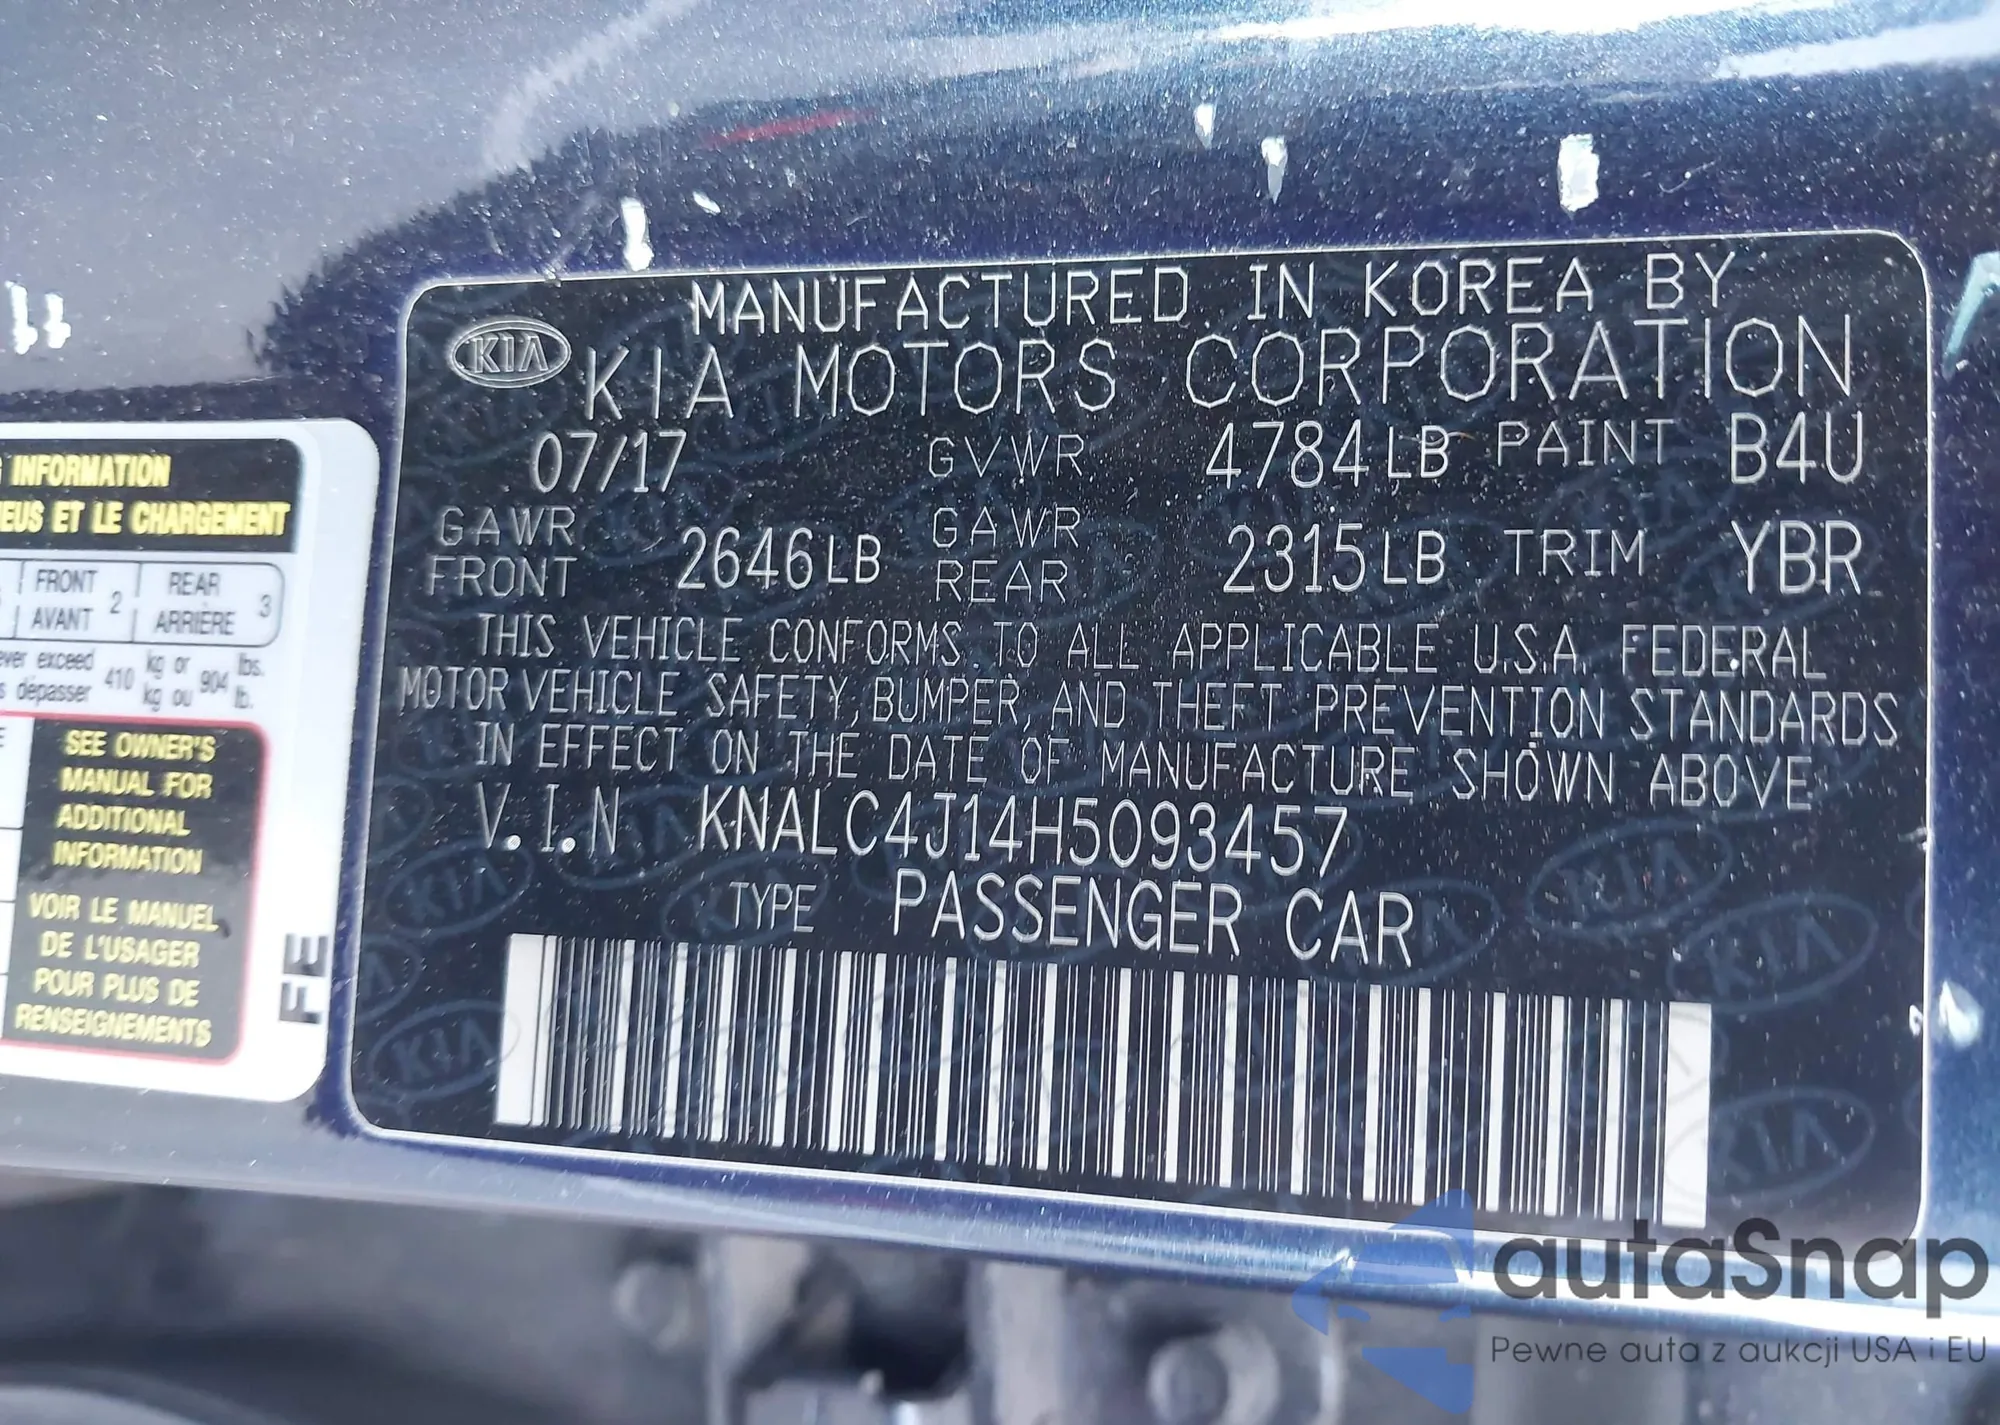 MANUFACTURED IN KOREA BY
KIA KIA MOTORS CORPORATION
07/17 GVWR 4784LB PAINT B4U
GAWR FRONT 2646LB GAWR REAR 2315LB TRIM YBR
THIS VEHICLE CONFORMS TO ALL APPLICABLE U.S.A. FEDERAL
MOTOR VEHICLE SAFETY, BUMPER, AND THEFT PREVENTION STANDARDS
IN EFFECT ON THE DATE OF MANUFACTURE SHOWN ABOVE
V.I.N KNALC4J14H5093457
TYPE PASSENGER CAR
INFORMATION
ET LE CHARGEMENT
FRONT 2 REAR 3
AVANT ARRIÈRE
exceed 410 kg or 904 lbs.
dépasser kg ou lb.
SEE OWNER'S
MANUAL FOR
ADDITIONAL
INFORMATION
VOIR LE MANUEL
DE L'USAGER
POUR PLUS DE
RENSEIGNEMENTS
FE
autaSnap
Pewne auta z aukcji USA i EU